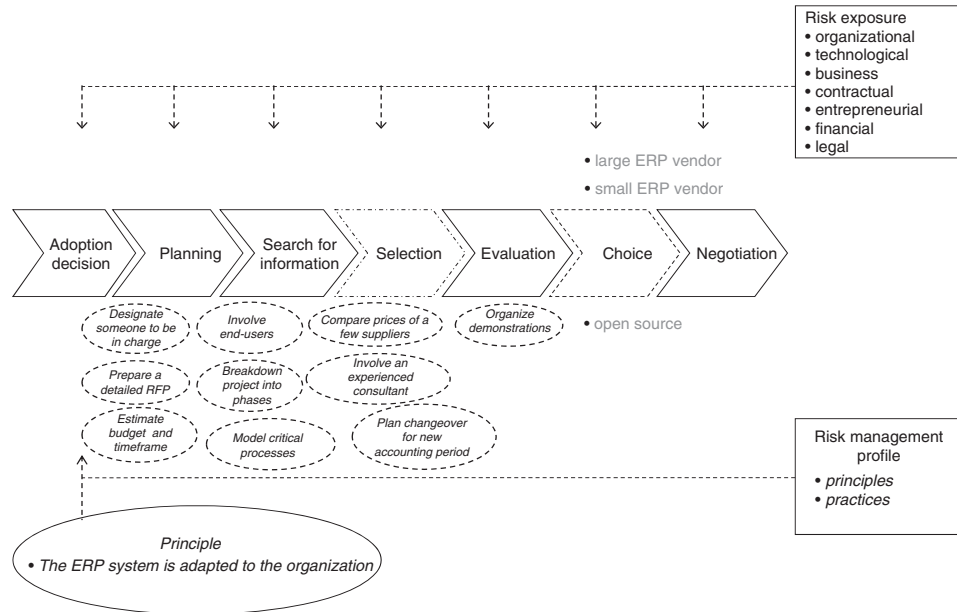 Risk exposure
• organizational
• technological
• business
• contractual
• entrepreneurial
• financial
• legal
• large ERP vendor
• small ERP vendor
Adoption
decision
Planning
Search for
information
Selection
Evaluation
Choice
Negotiation
Designate
someone to be
in charge
Involve
end-users
Compare prices of a
few suppliers
Organize
demonstrations
• open source
Prepare a
detailed RFP
Breakdown
project into
phases
Involve an
experienced
consultant
Estimate
budget and
timeframe
Model critical
processes
Plan changeover
for new
accounting period
Risk management
profile
• principles
• practices
Principle
• The ERP system is adapted to the organization